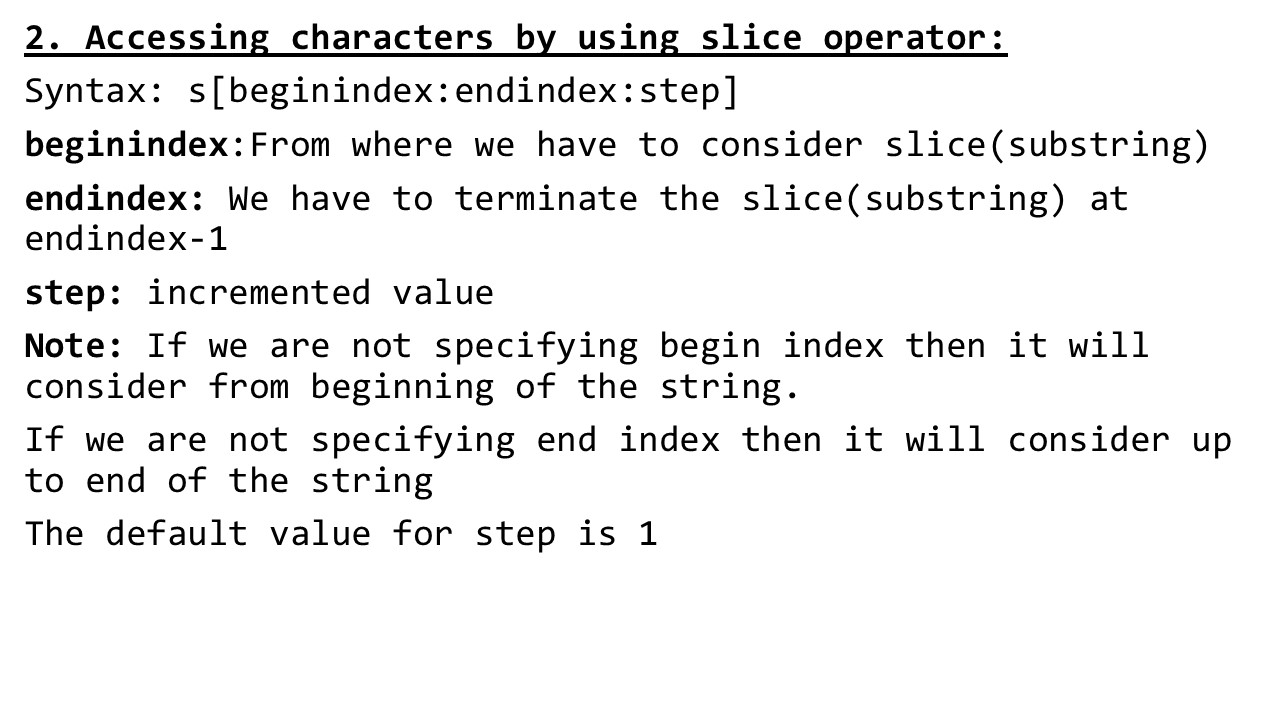 2. Accessing characters by using slice operator:
Syntax: s[beginindex:endindex:step]
beginindex:From where we have to consider slice(substring)
endindex: We have to terminate the slice(substring) at
endindex-1
step: incremented value
Note: If we are not specifying begin index then it will
consider from beginning of the string.
If we are not specifying end index then it will consider up
to end of the string
The default value for step is 1